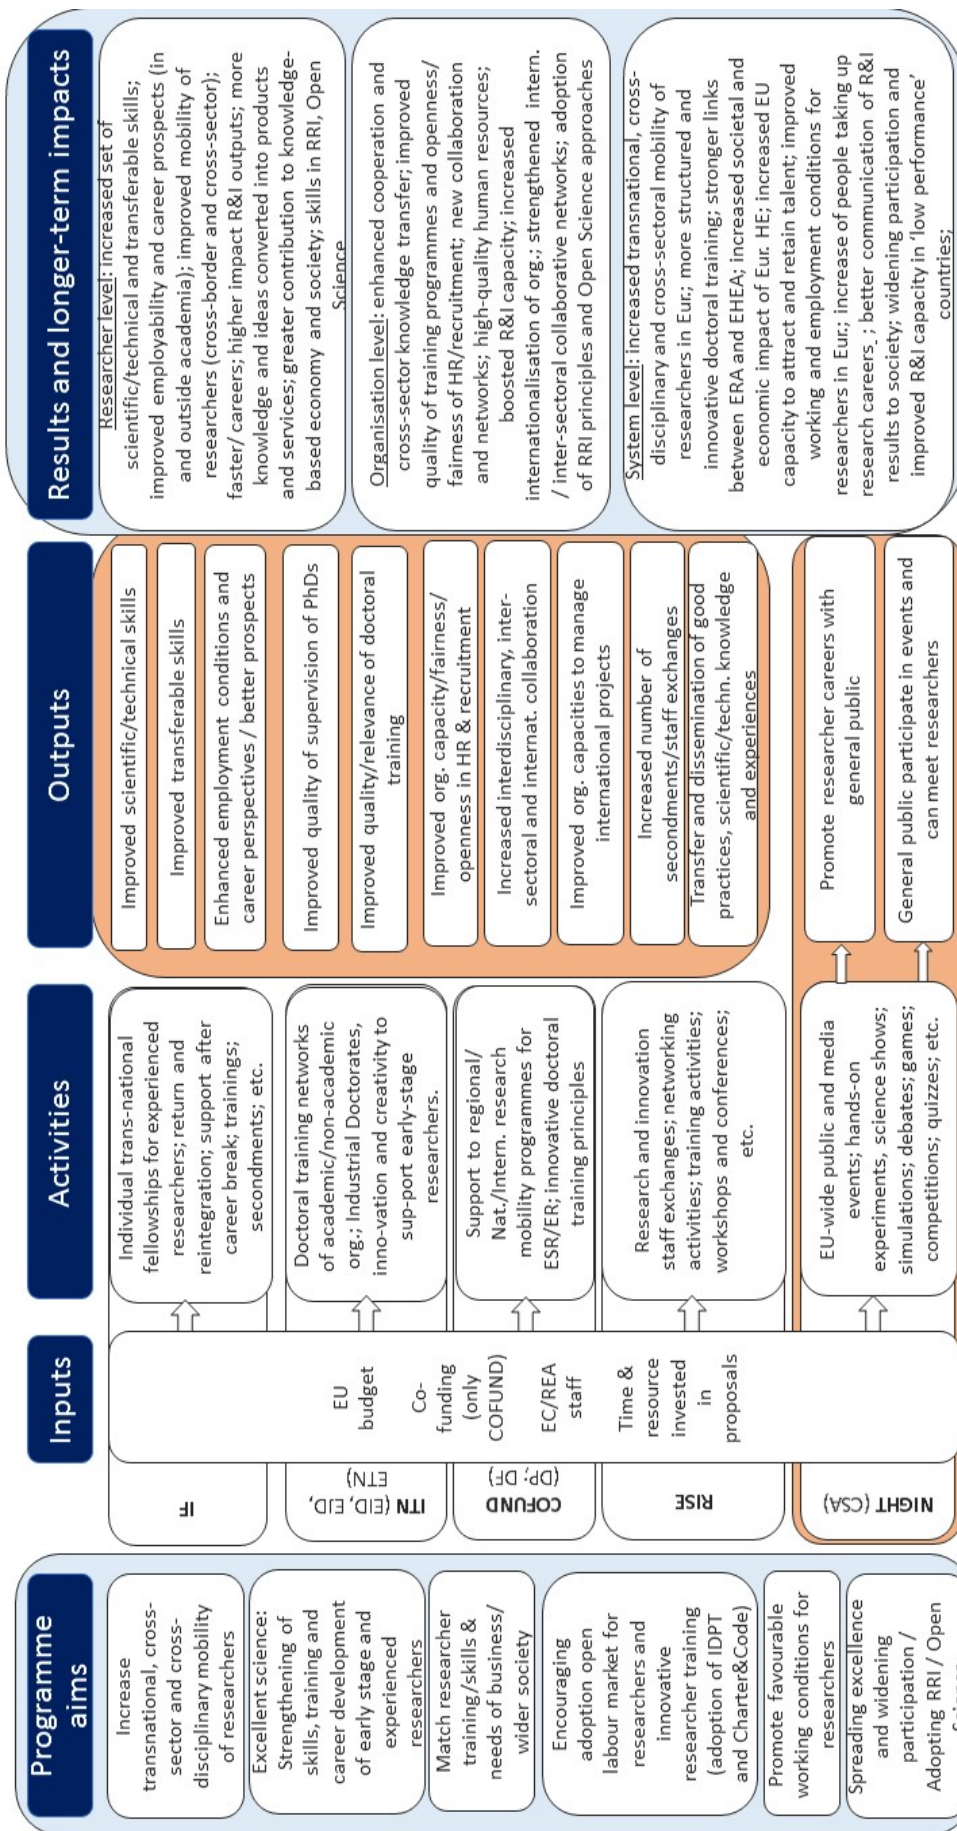 Programme
aims
Increase
transnational, cross-
sector and cross-
disciplinary mobility
of researchers
Excellent science:
Strengthening of
skills, training and
career development
of early stage and
experienced
researchers
Match researcher
training/skills &
needs of business/
wider society
Encouraging
adoption open
labour market for
researchers and
innovative
researcher training
(adoption of IDPT
and Charter&Code)
Promote favourable
working conditions for
researchers
Spreading excellence
and widening
participation /
Adopting RRI / Open
IF
ITN (EID, EJD,
ETN)
COFUND
(DP; DF)
RISE
NIGHT (CSA)
Inputs
EU
budget
Co-
funding
(only
COFUND)
EC/REA
staff
Time &
resource
invested
in
proposals
Activities
Individual trans-national
fellowships for experienced
researchers; return and
reintegration; support after
career break; trainings;
secondments; etc.
Doctoral training networks
of academic/non-academic
org.; Industrial Doctorates,
inno-vation and creativity to
sup-port early-stage
researchers.
Support to regional/
Nat./Intern. research
mobility programmes for
ESR/ER; innovative doctoral
training principles
Research and innovation
staff exchanges; networking
activities; training activities;
workshops and conferences;
etc.
EU-wide public and media
events; hands-on
experiments, science shows;
simulations; debates; games;
competitions; quizzes; etc.
Outputs
Improved scientific/technical skills
Improved transferable skills
Enhanced employment conditions and
career perspectives / better prospects
Improved quality of supervision of PhDs
Improved quality/relevance of doctoral
training
Improved org. capacity/fairness/
openness in HR & recruitment
Increased interdisciplinary, inter-
sectoral and internat. collaboration
Improved org. capacities to manage
international projects
Increased number of
secondments/staff exchanges
Transfer and dissemination of good
practices, scientific/techn. knowledge
and experiences
Promote researcher careers with
general public
General public participate in events and
can meet researchers
Results and longer-term impacts
Researcher level: increased set of
scientific/technical and transferable skills;
improved employability and career prospects (in
and outside academia); improved mobility of
researchers (cross-border and cross-sector);
faster/ careers; higher impact R&I outputs; more
knowledge and ideas converted into products
and services; greater contribution to knowledge-
based economy and society; skills in RRI, Open
Science
Organisation level: enhanced cooperation and
cross-sector knowledge transfer; improved
quality of training programmes and openness/
fairness of HR/recruitment; new collaboration
and networks; high-quality human resources;
boosted R&I capacity; increased
internationalisation of org.; strengthened intern.
/ inter-sectoral collaborative networks; adoption
of RRI principles and Open Science approaches
System level: increased transnational, cross-
disciplinary and cross-sectoral mobility of
researchers in Eur.; more structured and
innovative doctoral training; stronger links
between ERA and EHEA; increased societal and
economic impact of Eur. HE; increased EU
capacity to attract and retain talent; improved
working and employment conditions for
researchers in Eur.; increase of people taking up
research careers ; better communication of R&I
results to society; widening participation and
improved R&I capacity in 'low performance'
countries;